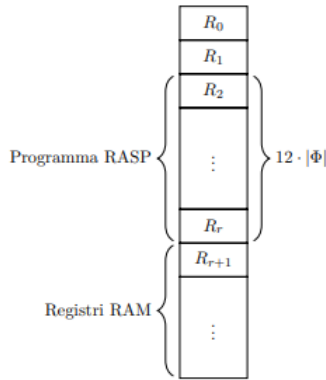 R₀
R₁
R₂
Programma RASP
⋮
12 · |Φ|
Rᵣ
Rᵣ₊₁
Registri RAM
⋮